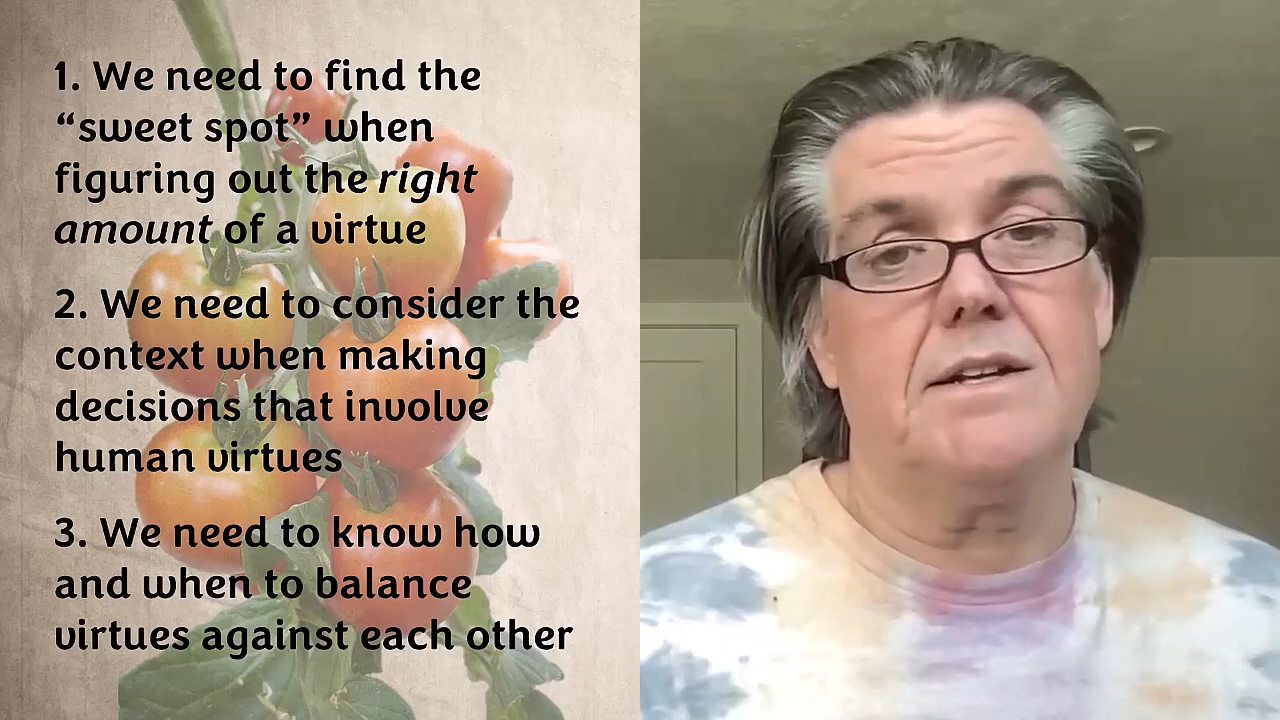 1. We need to find the
“sweet spot” when
figuring out the right
amount of a virtue
2. We need to consider the
context when making
decisions that involve
human virtues
3. We need to know how
and when to balance
virtues against each other